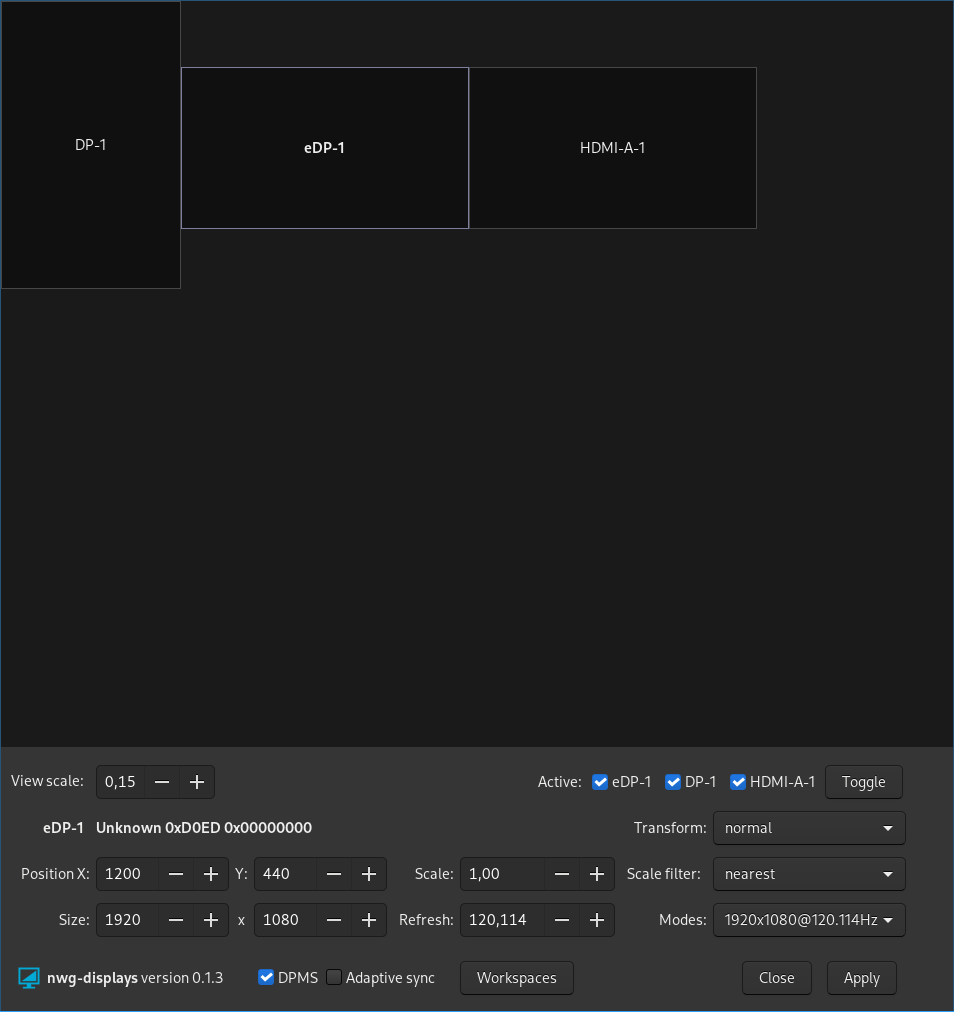 DP-1
eDP-1
HDMI-A-1
View scale: 0,15
Active: eDP-1 DP-1 HDMI-A-1 Toggle
eDP-1 Unknown 0xD0ED 0x00000000
Transform: normal
Position X: 1200 Y: 440 Scale: 1,00 Scale filter: nearest
Size: 1920 x 1080 Refresh: 120,114 Modes: 1920x1080@120.114Hz
nwg-displays version 0.1.3 DPMS Adaptive sync Workspaces Close Apply